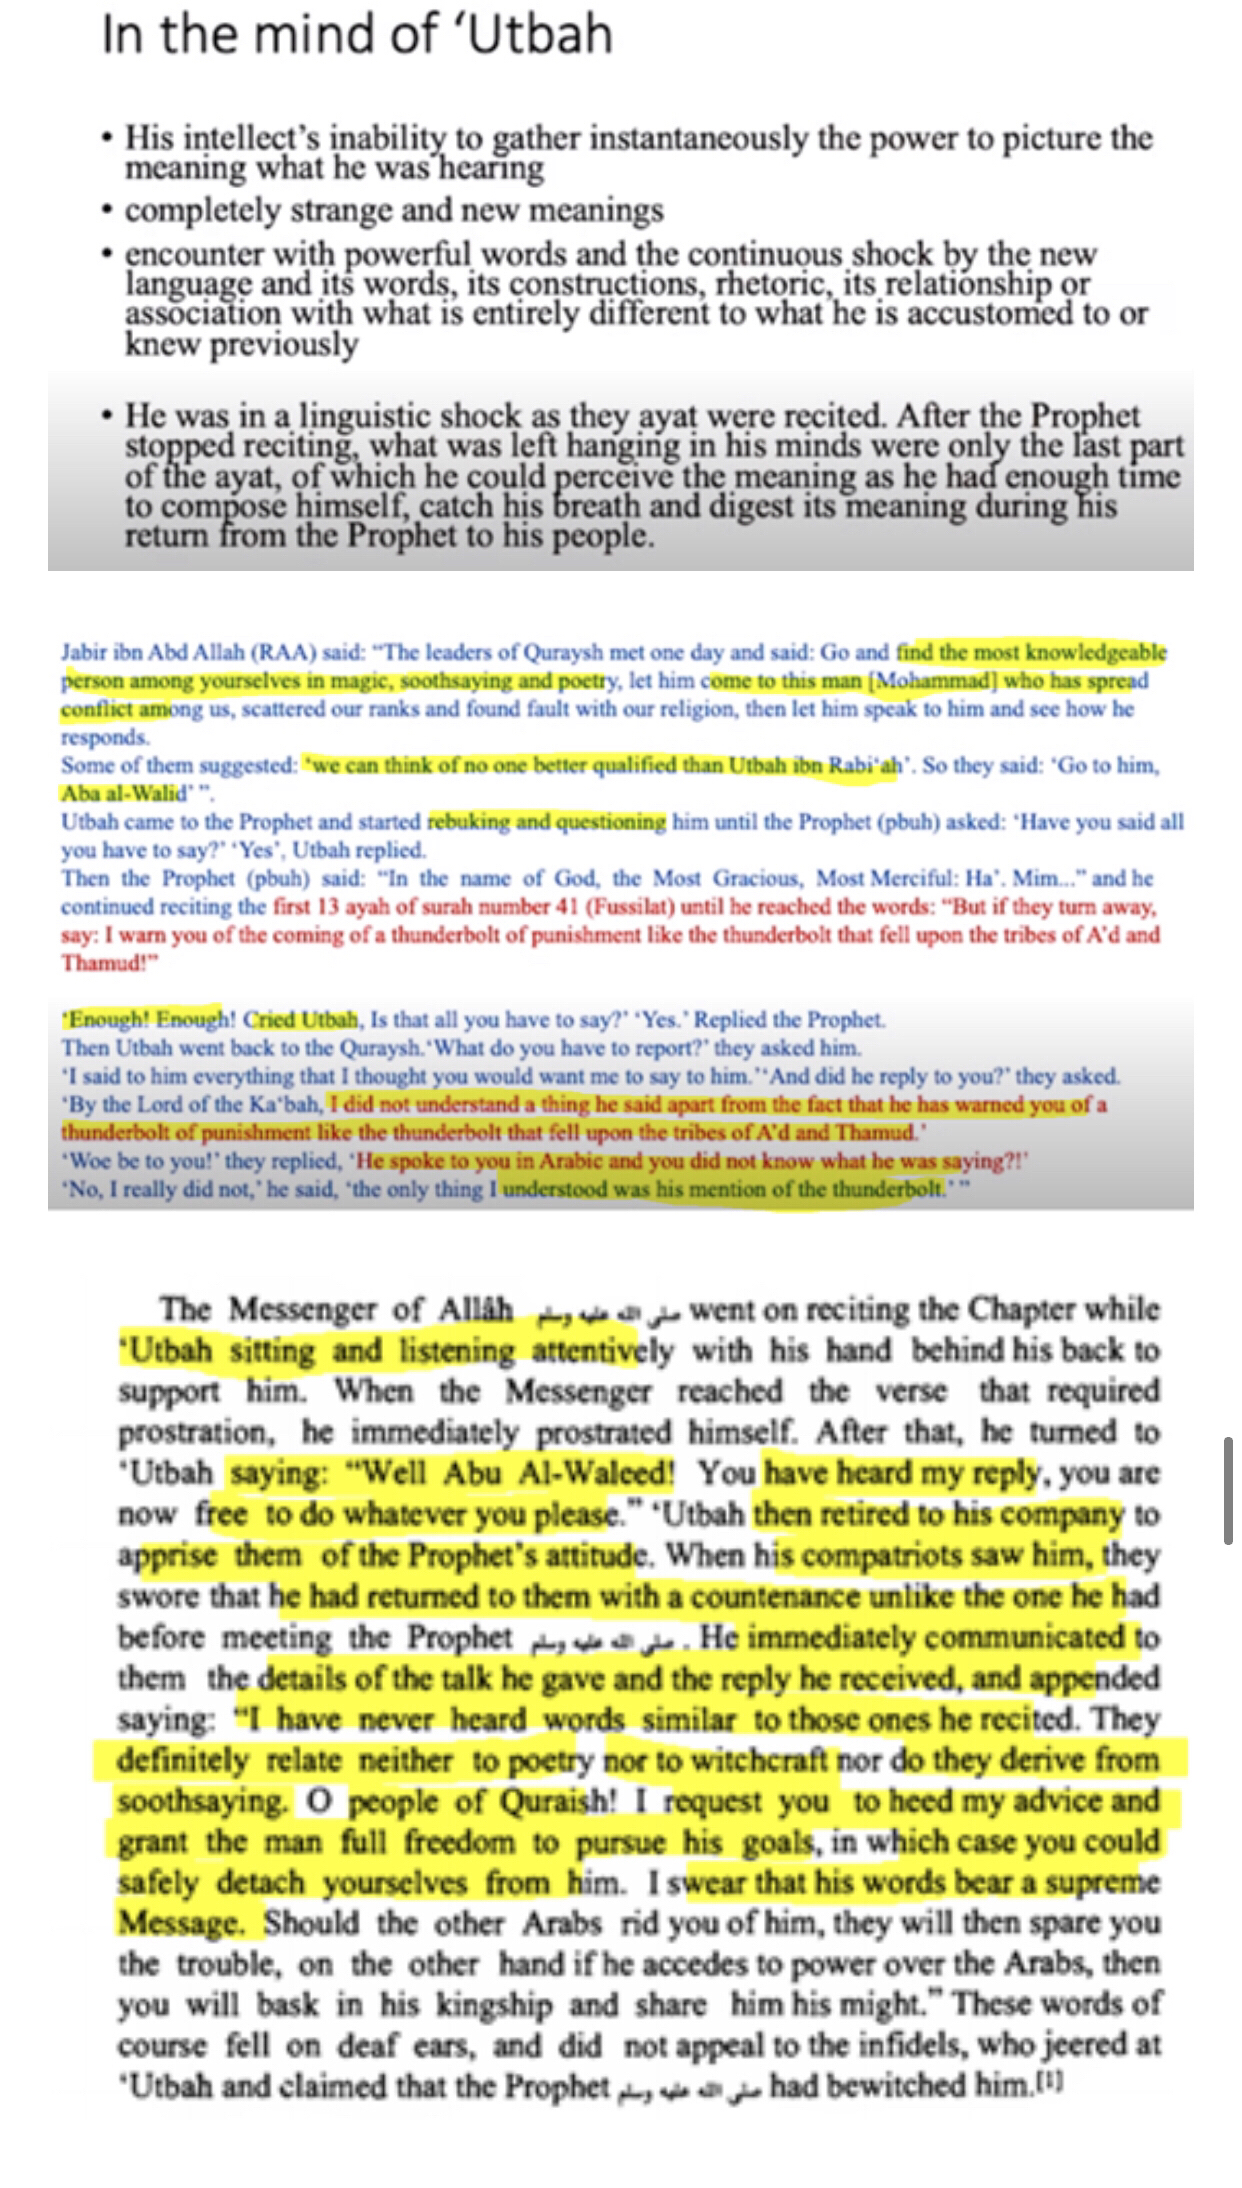 In the mind of ‘Utbah
• His intellect’s inability to gather instantaneously the power to picture the
meaning what he was hearing
• completely strange and new meanings
• encounter with powerful words and the continuous shock by the new
language and its words, its constructions, rhetoric, its relationship or
association with what is entirely different to what he is accustomed to or
knew previously
• He was in a linguistic shock as they ayat were recited. After the Prophet
stopped reciting, what was left hanging in his minds were only the last part
of the ayat, of which he could perceive the meaning as he had enough time
to compose himself, catch his breath and digest its meaning during his
return from the Prophet to his people.
Jabir ibn Abd Allah (RAA) said: “The leaders of Quraysh met one day and said: Go and find the most knowledgeable
person among yourselves in magic, soothsaying and poetry, let him come to this man [Mohammad] who has spread
conflict among us, scattered our ranks and found fault with our religion, then let him speak to him and see how he
responds.
Some of them suggested: ‘we can think of no one better qualified than Utbah ibn Rabi‘ah’. So they said: ‘Go to him,
Aba al-Walid’ ”.
Utbah came to the Prophet and started rebuking and questioning him until the Prophet (pbuh) asked: ‘Have you said all
you have to say?’ ‘Yes’, Utbah replied.
Then the Prophet (pbuh) said: “In the name of God, the Most Gracious, Most Merciful: Ha’. Mim...” and he
continued reciting the first 13 ayah of surah number 41 (Fussilat) until he reached the words: “But if they turn away,
say: I warn you of the coming of a thunderbolt of punishment like the thunderbolt that fell upon the tribes of A’d and
Thamud!”
‘Enough! Enough! Cried Utbah, Is that all you have to say?’ ‘Yes.’ Replied the Prophet.
Then Utbah went back to the Quraysh.‘What do you have to report?’ they asked him.
‘I said to him everything that I thought you would want me to say to him.’‘And did he reply to you?’ they asked.
‘By the Lord of the Ka‘bah, I did not understand a thing he said apart from the fact that he has warned you of a
thunderbolt of punishment like the thunderbolt that fell upon the tribes of A’d and Thamud.’
‘Woe be to you!’ they replied, ‘He spoke to you in Arabic and you did not know what he was saying?!’
‘No, I really did not,’ he said, ‘the only thing I understood was his mention of the thunderbolt.’ ”
The Messenger of Allâh صلى الله عليه وسلم went on reciting the Chapter while
‘Utbah sitting and listening attentively with his hand behind his back to
support him. When the Messenger reached the verse that required
prostration, he immediately prostrated himself. After that, he turned to
‘Utbah saying: “Well Abu Al-Waleed! You have heard my reply, you are
now free to do whatever you please.” ‘Utbah then retired to his company to
apprise them of the Prophet’s attitude. When his compatriots saw him, they
swore that he had returned to them with a countenance unlike the one he had
before meeting the Prophet صلى الله عليه وسلم . He immediately communicated to
them the details of the talk he gave and the reply he received, and appended
saying: “I have never heard words similar to those ones he recited. They
definitely relate neither to poetry nor to witchcraft nor do they derive from
soothsaying. O people of Quraish! I request you to heed my advice and
grant the man full freedom to pursue his goals, in which case you could
safely detach yourselves from him. I swear that his words bear a supreme
Message. Should the other Arabs rid you of him, they will then spare you
the trouble, on the other hand if he accedes to power over the Arabs, then
you will bask in his kingship and share him his might.” These words of
course fell on deaf ears, and did not appeal to the infidels, who jeered at
‘Utbah and claimed that the Prophet صلى الله عليه وسلم had bewitched him.[1]